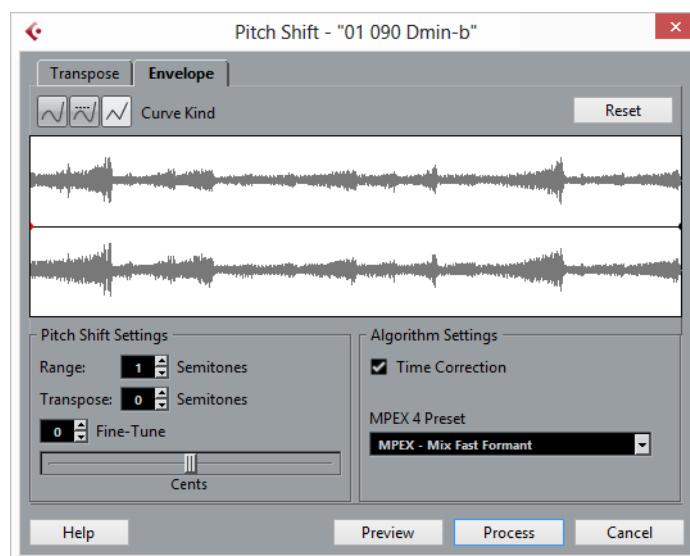 Pitch Shift - "01 090 Dmin-b"
Transpose Envelope
Curve Kind Reset
Pitch Shift Settings
Range: 1 Semitones
Transpose: 0 Semitones
0 Fine-Tune
Cents
Algorithm Settings
Time Correction
MPEX 4 Preset
MPEX - Mix Fast Formant
Help Preview Process Cancel